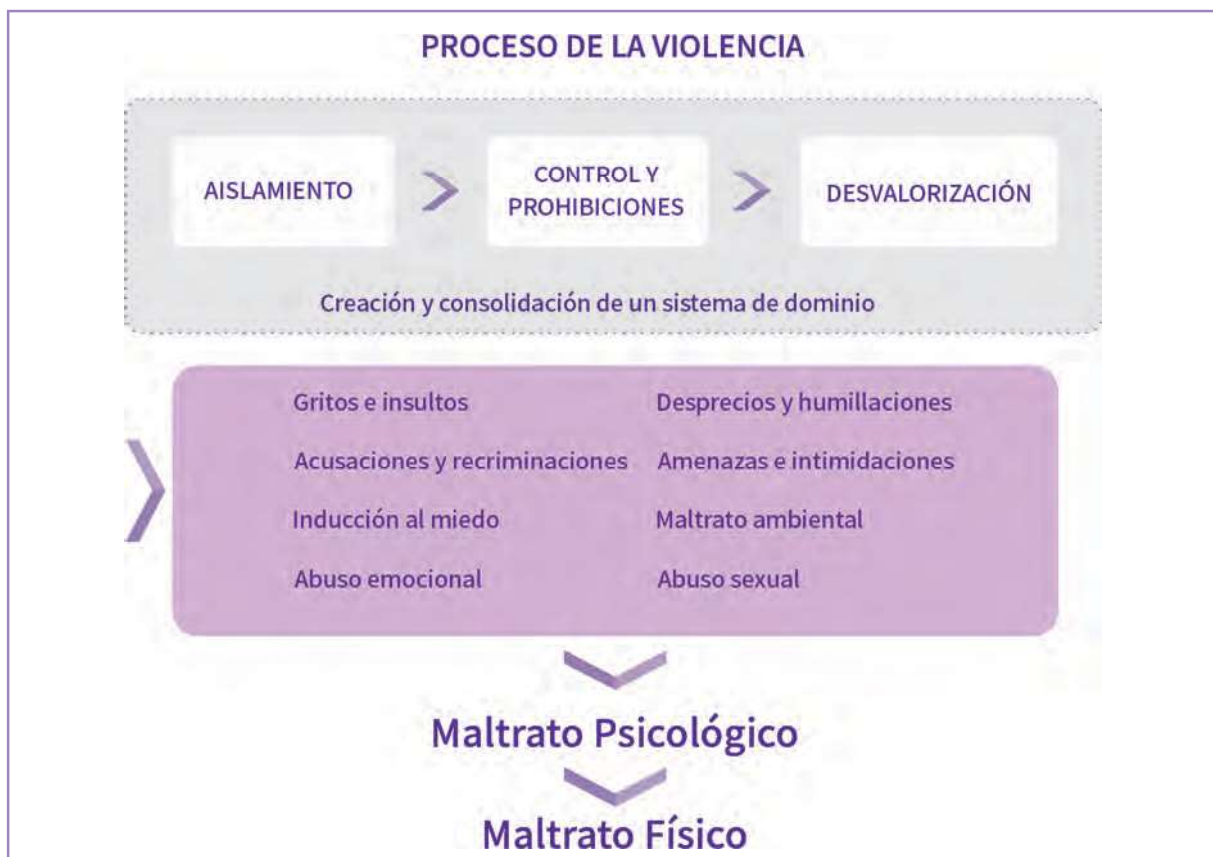 PROCESO DE LA VIOLENCIA
AISLAMIENTO
CONTROL Y
PROHIBICIONES
DESVALORIZACIÓN
Creación y consolidación de un sistema de dominio
Gritos e insultos
Desprecios y humillaciones
Acusaciones y recriminaciones
Amenazas e intimidaciones
Inducción al miedo
Maltrato ambiental
Abuso emocional
Abuso sexual
Maltrato Psicológico
Maltrato Físico